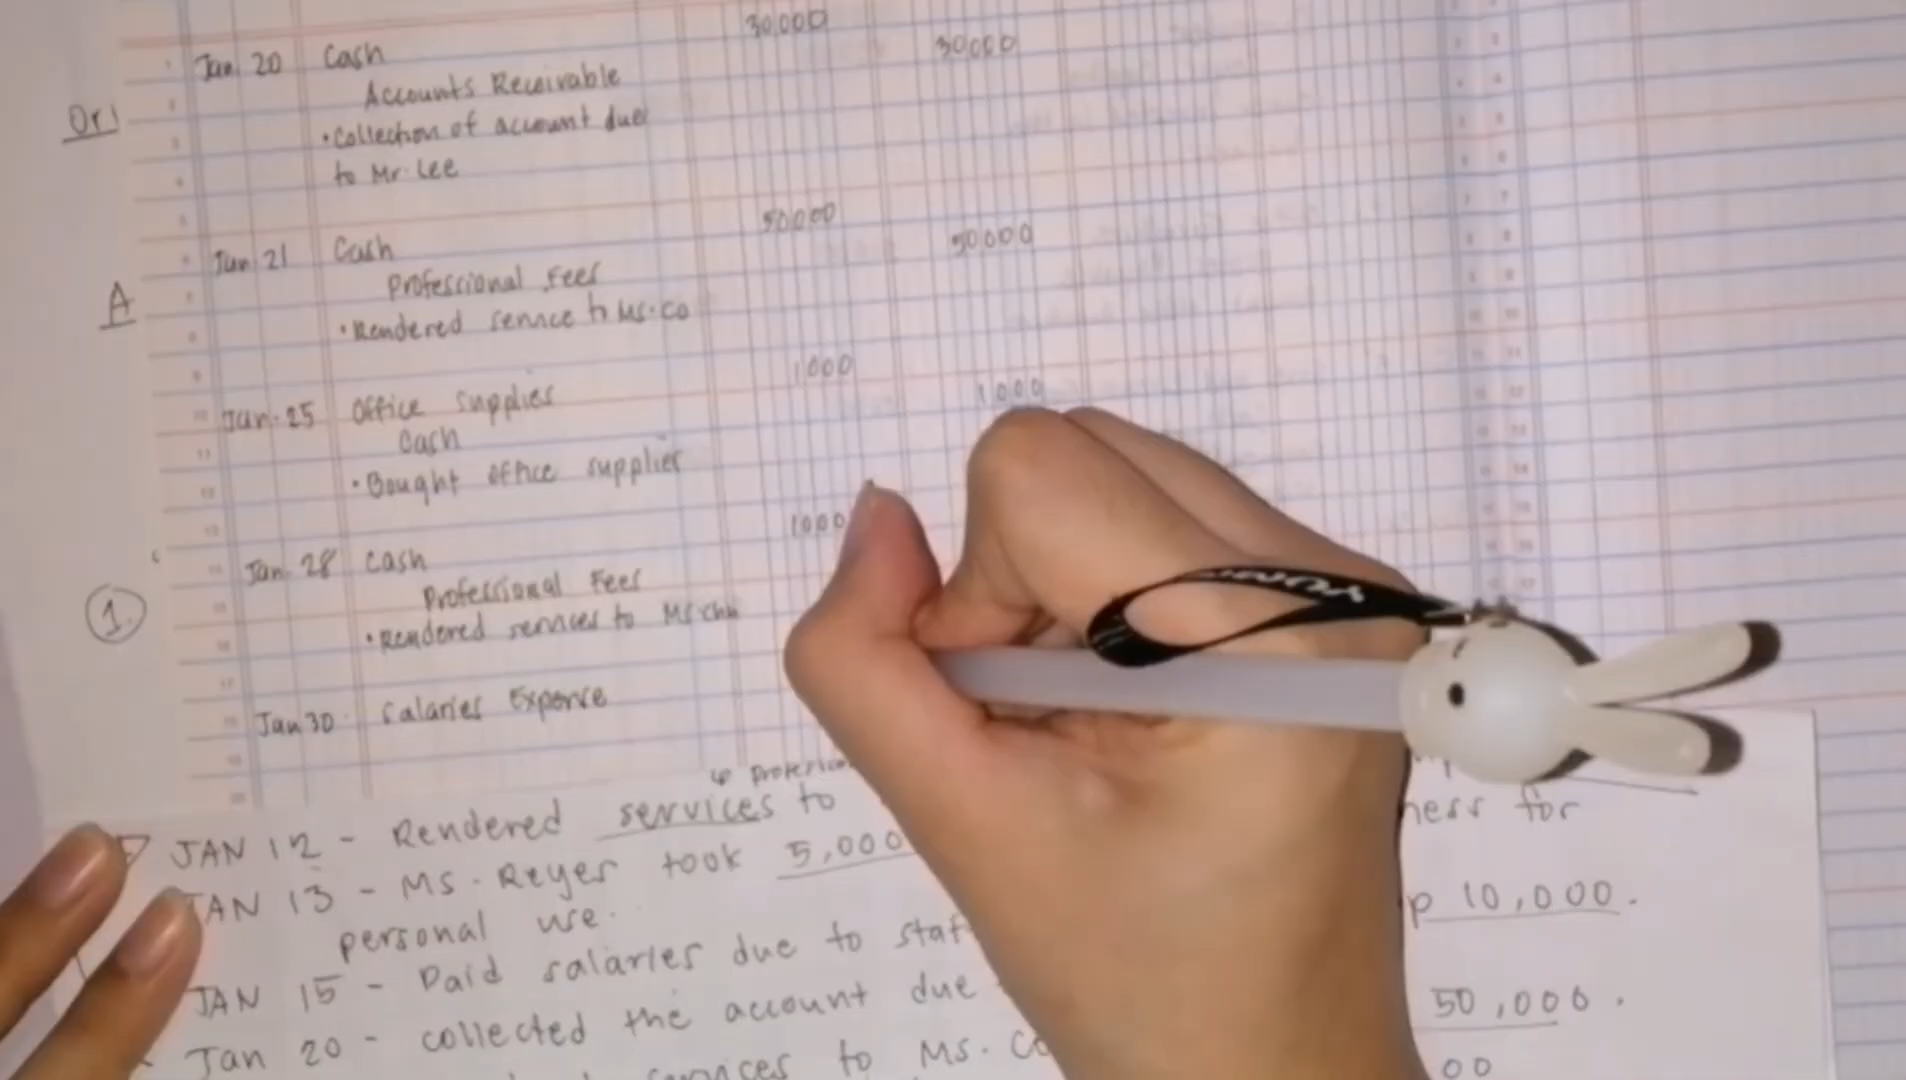 30,000
Jan. 20 Cash 30000
Accounts Receivable
Dr!
• Collection of account due
to Mr. Lee
50000
Jan 21 Cash 50000
Professional Fees
A
• Rendered service to Ms. Co
1000
Jan. 25 Office supplies 1000
Cash
• Bought office supplies
1000
Jan. 28 Cash
Professional Fees
1.
• Rendered services to Ms. Chu
Jan 30. Salaries Expense
JAN 12 - Rendered services to
ness for
JAN 13 - Ms. Reyes took 5,000
personal use.
p 10,000.
JAN 15 - Paid salaries due to
50,000.
Jan 20 - collected the account due
to Ms. Co
00